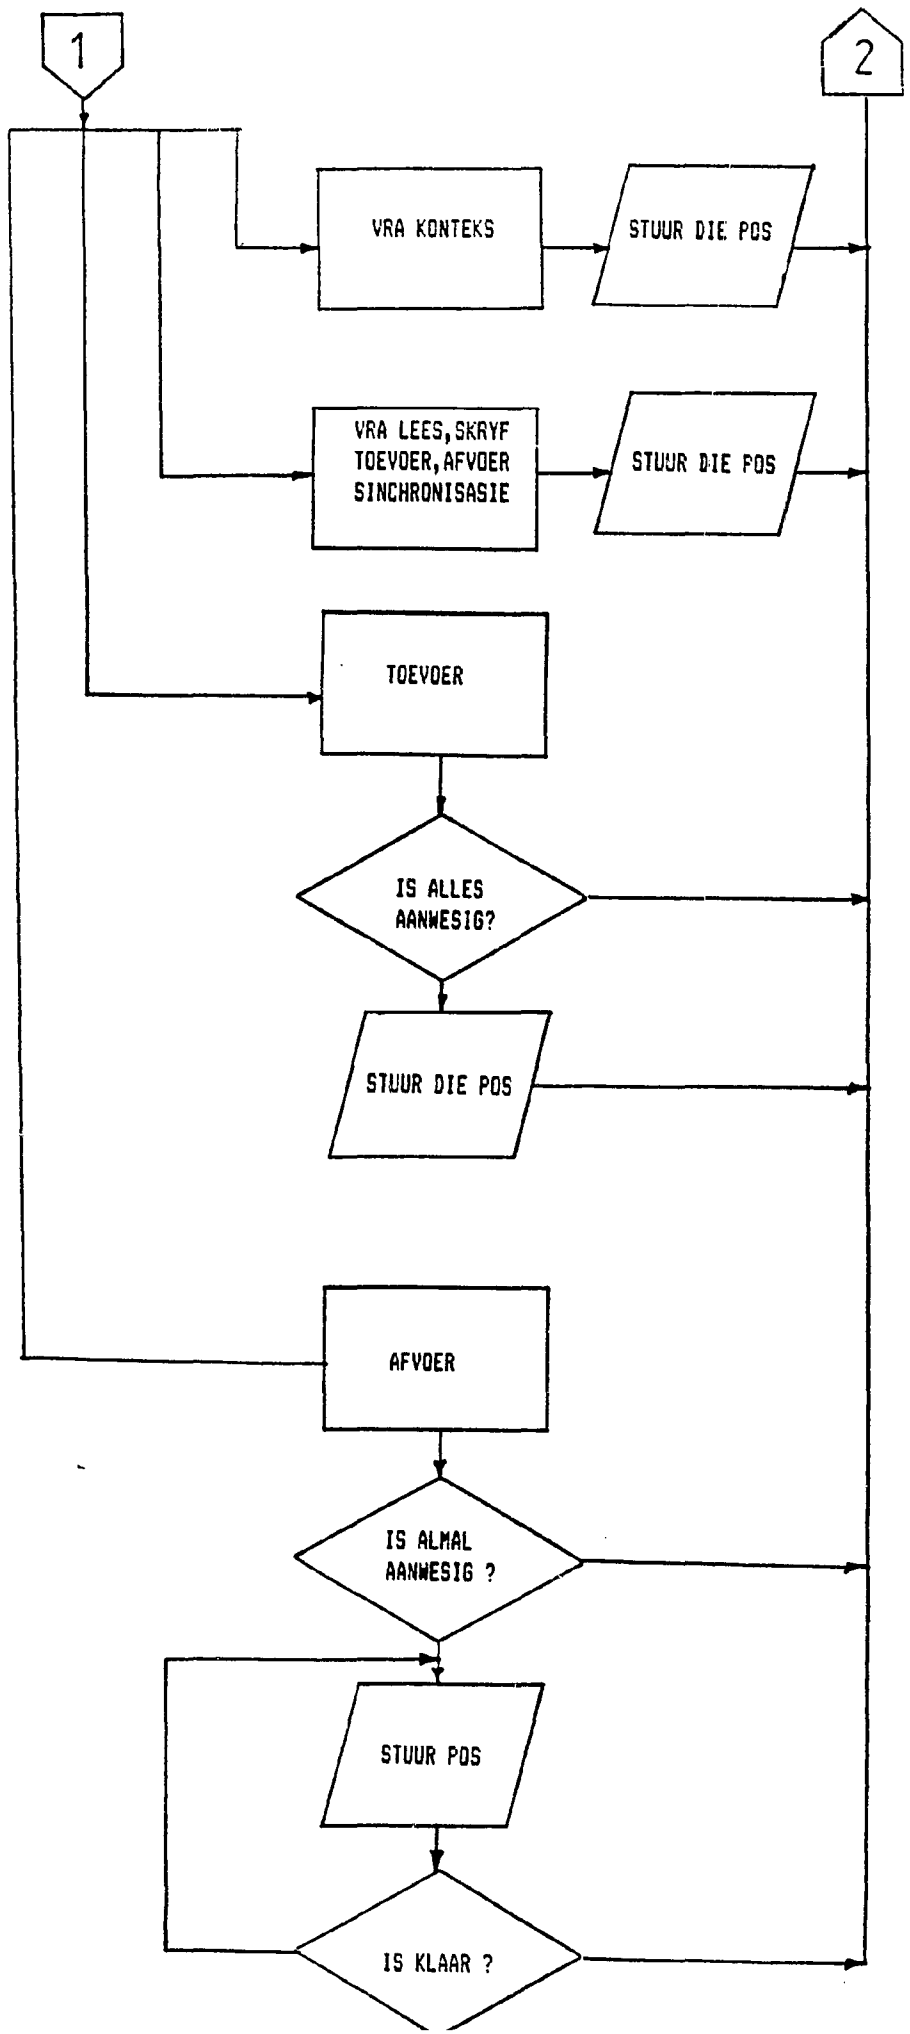 1
2
VRA KONTEKS
STUUR DIE POS
VRA LEES,SKRYF
TOEVOER,AFVOER
SINCHRONISASIE
STUUR DIE POS
TOEVOER
IS ALLES
AANWESIG?
STUUR DIE POS
AFVOER
IS ALMAL
AANWESIG ?
STUUR POS
IS KLAAR ?